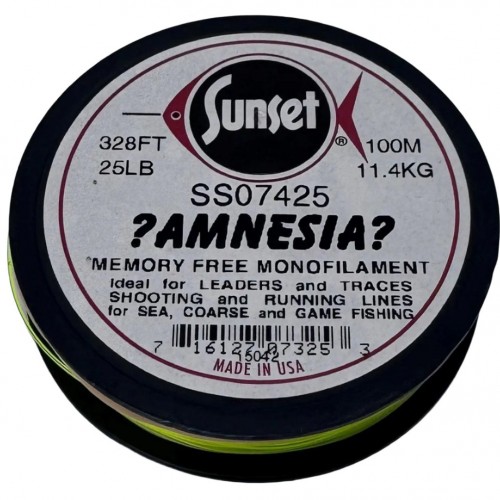 Sunset
®
328FT 100M
25LB 11.4KG
SS07425
?AMNESIA?
MEMORY FREE MONOFILAMENT
Ideal for LEADERS and TRACES
SHOOTING and RUNNING LINES
for SEA, COARSE and GAME FISHING
7 16127 07325 3
15042
MADE IN USA